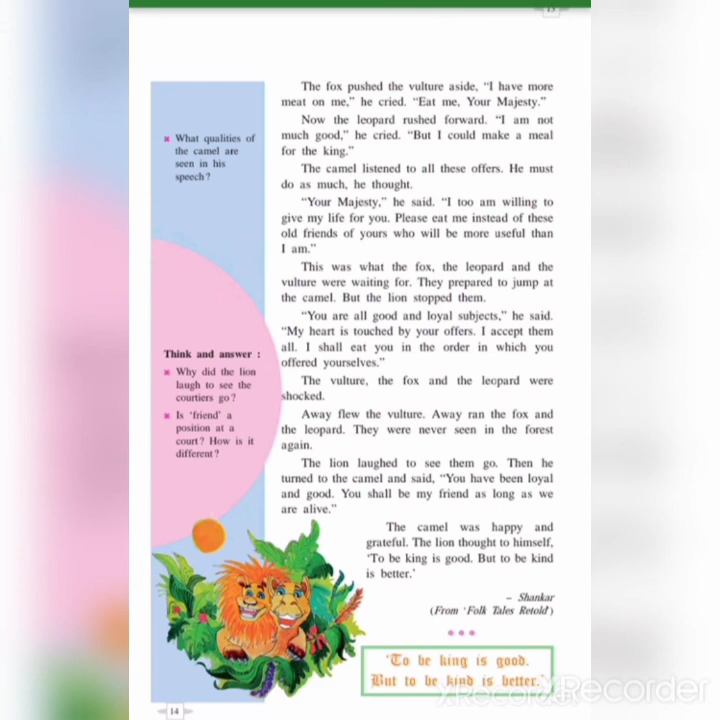 15
The fox pushed the vulture aside, "I have more
meat on me," he cried. "Eat me, Your Majesty."
Now the leopard rushed forward. "I am not
much good," he cried. "But I could make a meal
for the king."
The camel listened to all these offers. He must
do as much, he thought.
"Your Majesty," he said. "I too am willing to
give my life for you. Please eat me instead of these
old friends of yours who will be more useful than
I am."
This was what the fox, the leopard and the
vulture were waiting for. They prepared to jump at
the camel. But the lion stopped them.
"You are all good and loyal subjects," he said.
"My heart is touched by your offers. I accept them
all. I shall eat you in the order in which you
offered yourselves."
The vulture, the fox and the leopard were
shocked.
Away flew the vulture. Away ran the fox and
the leopard. They were never seen in the forest
again.
The lion laughed to see them go. Then he
turned to the camel and said, "You have been loyal
and good. You shall be my friend as long as we
are alive."
The camel was happy and
grateful. The lion thought to himself,
'To be king is good. But to be kind
is better.'
– Shankar
(From 'Folk Tales Retold')
What qualities of
the camel are
seen in his
speech?
Think and answer :
Why did the lion
laugh to see the
courtiers go?
Is 'friend' a
position at a
court? How is it
different?
'To be king is good.
But to be kind is better.'
14
XRecorder
XRecorder